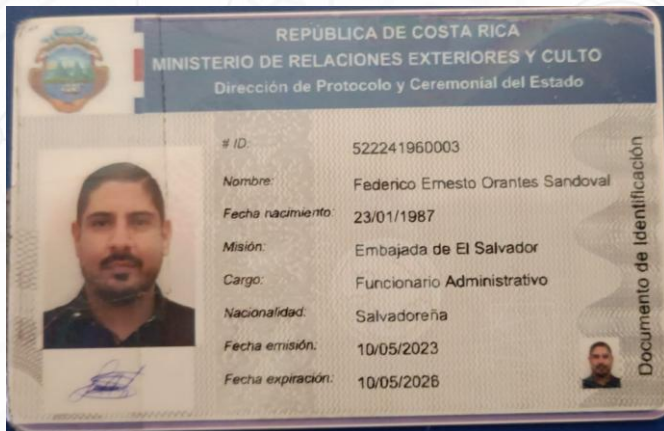 REPÚBLICA DE COSTA RICA
MINISTERIO DE RELACIONES EXTERIORES Y CULTO
Dirección de Protocolo y Ceremonial del Estado
# ID: 522241960003
Nombre: Federico Ernesto Orantes Sandoval
Fecha nacimiento: 23/01/1987
Misión: Embajada de El Salvador
Cargo: Funcionario Administrativo
Nacionalidad: Salvadoreña
Fecha emisión: 10/05/2023
Fecha expiración: 10/05/2026
Documento de Identificación